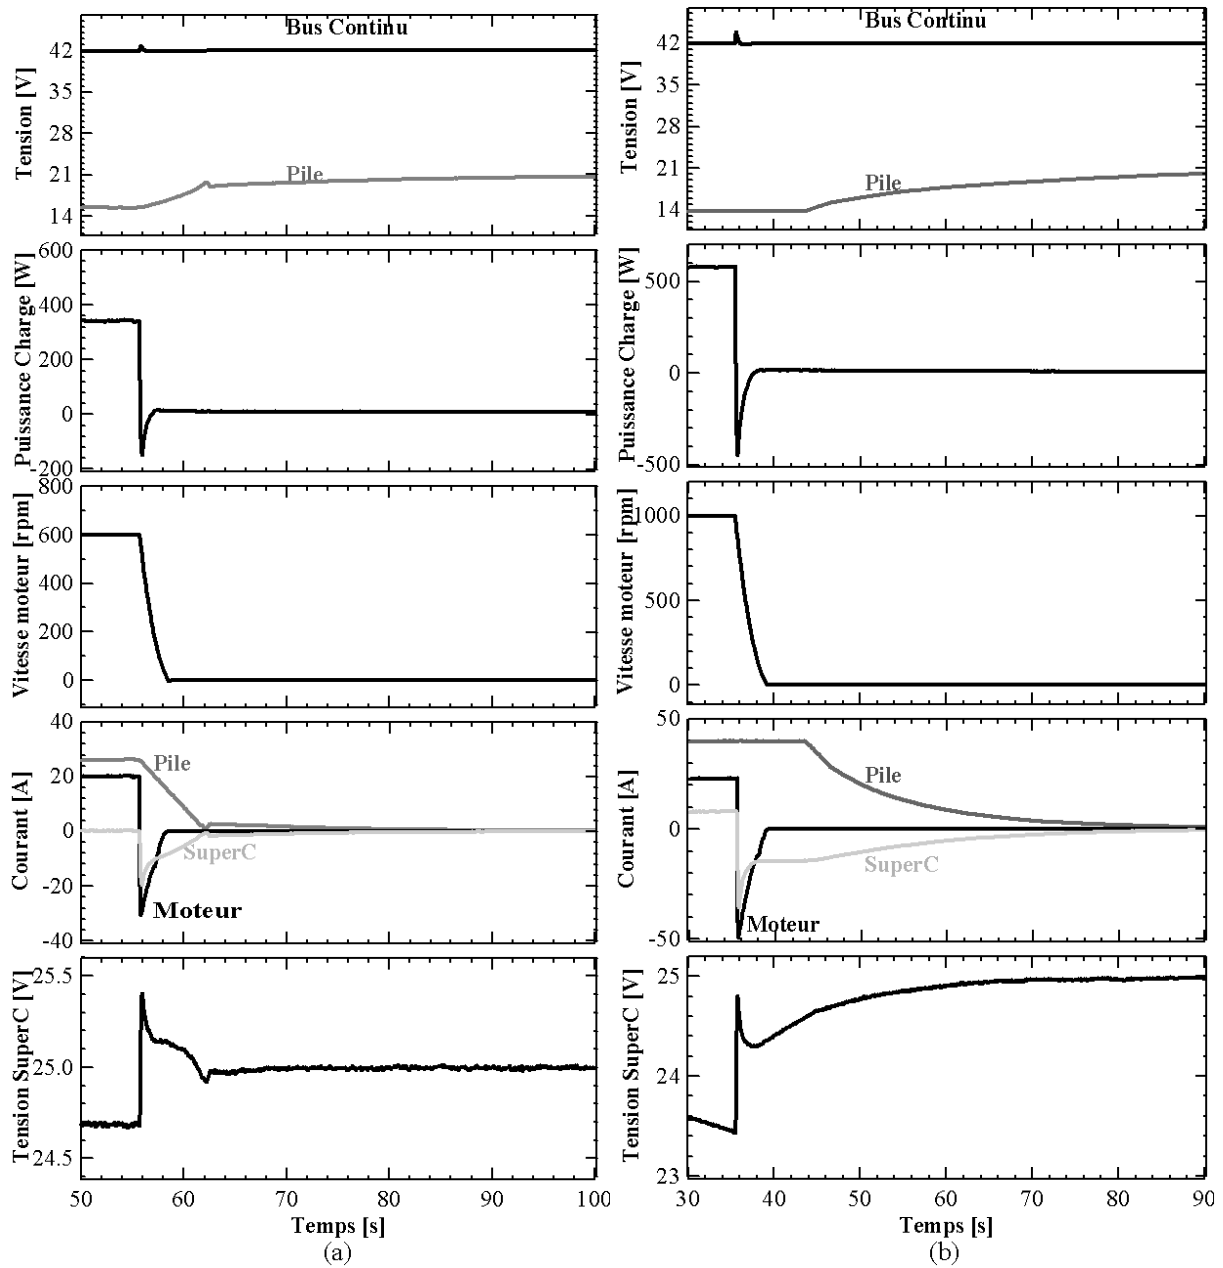 Bus Continu
Tension [V]
42
35
28
21
14
Pile
Puissance Charge [W]
600
400
200
0
-200
Vitesse moteur [rpm]
800
600
400
200
0
Courant [A]
40
20
0
-20
-40
Pile
SuperC
Moteur
Tension SuperC [V]
25.5
25.0
24.5
50
60
70
80
90
100
Temps [s]
(a)
Bus Continu
Tension [V]
42
35
28
21
14
Pile
Puissance Charge [W]
500
0
-500
Vitesse moteur [rpm]
1000
500
0
Courant [A]
50
0
-50
Pile
SuperC
Moteur
Tension SuperC [V]
25
24
23
30
40
50
60
70
80
90
Temps [s]
(b)